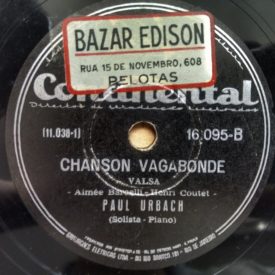 BAZAR EDISON
RUA 15 DE NOVEMBRO, 608
PELOTAS
Continental
(11.038-1)
16.095-B
CHANSON VAGABONDE
VALSA
- Aimée Barcelli - Henri Coutet -
PAUL URBACH
(Solista - Piano)